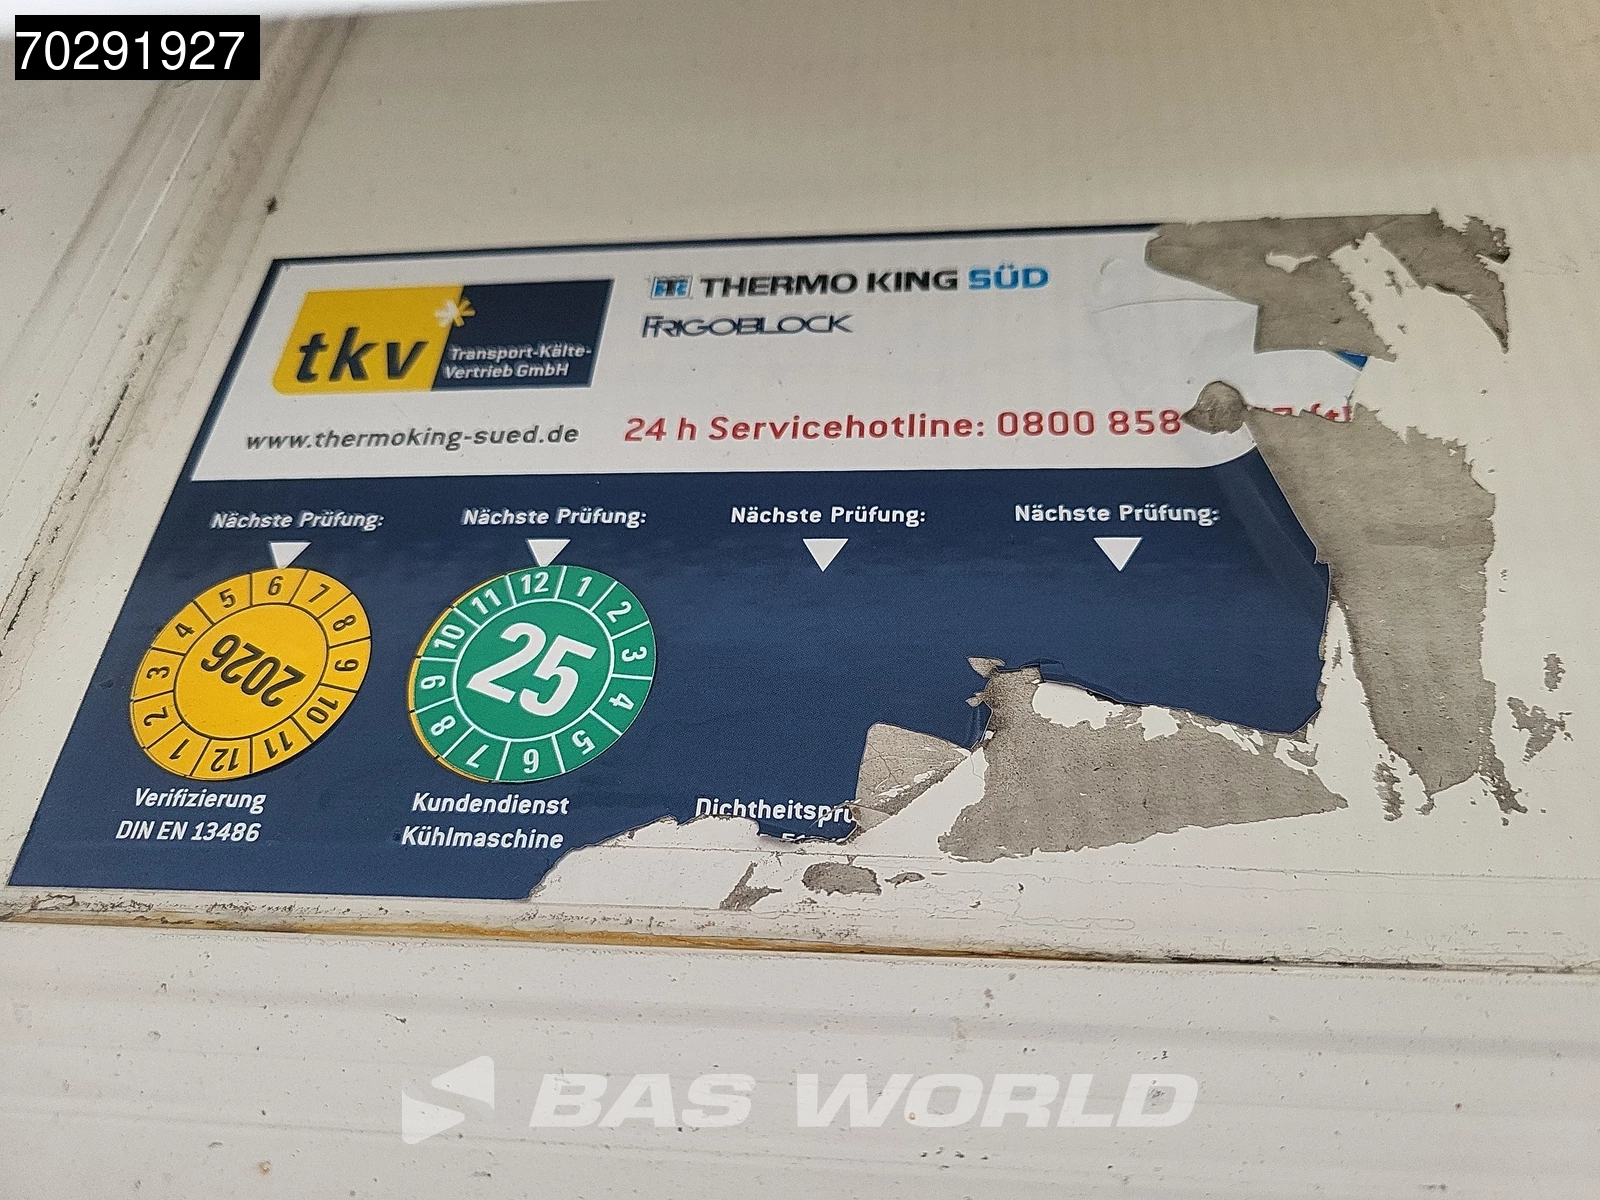 70291927
tkv
Transport-Kälte-
Vertrieb GmbH
THERMO KING SÜD
FRIGOBLOCK
www.thermoking-sued.de
24 h Servicehotline: 0800 858
Nächste Prüfung:
Nächste Prüfung:
Nächste Prüfung:
Nächste Prüfung:
1 2 3 4 5 6 7 8 9 10 11 12
2026
1 2 3 4 5 6 7 8 9 10 11 12
25
Verifizierung
DIN EN 13486
Kundendienst
Kühlmaschine
Dichtheitsprü
BAS WORLD